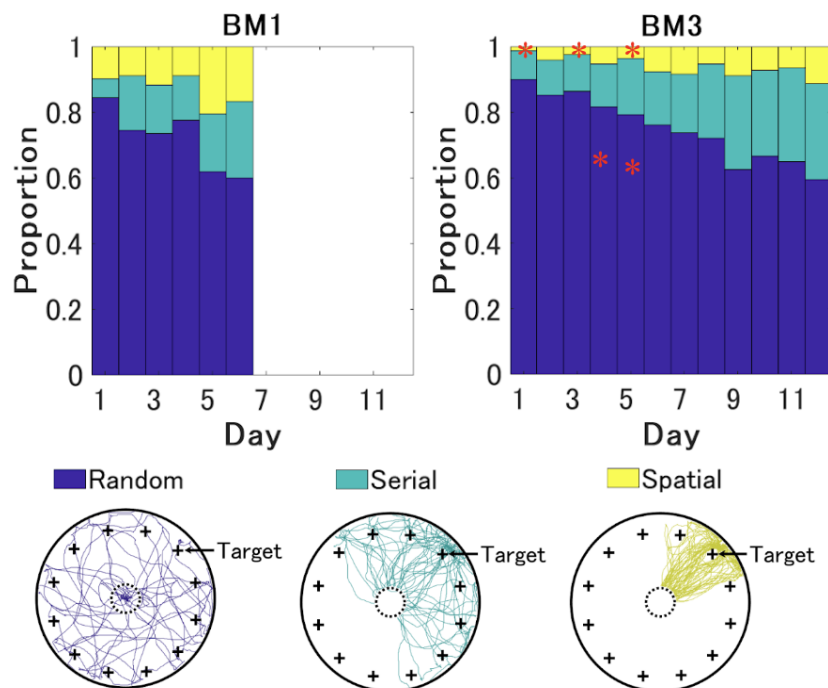 BM1
1
0.8
0.6
0.4
0.2
0
Proportion
1 3 5 7 9 11
Day
BM3
* * *
1
0.8
0.6
0.4
0.2
0
* *
Proportion
1 3 5 7 9 11
Day
Random
Serial
Spatial
Target
Target
Target